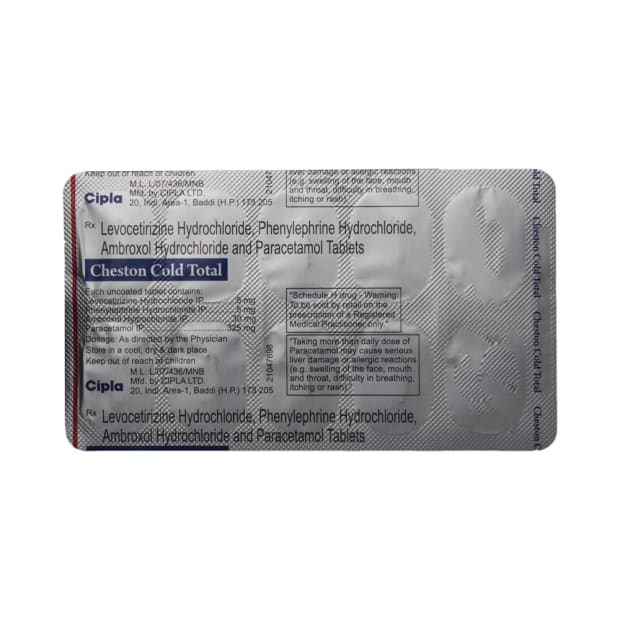 Keep out of reach of children
M.L. L/07/436/MNB
Cipla
Mfd. by CIPLA LTD.
20, Indl. Area-1, Baddi (H.P.) 173 205
21047
liver damage or allergic reactions
(e.g. swelling of the face, mouth
and throat, difficulty in breathing,
itching or rash)."
Rx Levocetirizine Hydrochloride, Phenylephrine Hydrochloride,
Ambroxol Hydrochloride and Paracetamol Tablets
Cheston Cold Total
Each uncoated tablet contains:
Levocetirizine Hydrochloride IP 5 mg
Phenylephrine Hydrochloride IP 5 mg
Ambroxol Hydrochloride IP 30 mg
Paracetamol IP 325 mg
Dosage: As directed by the Physician
Store in a cool, dry & dark place
Keep out of reach of children
M.L. L/07/436/MNB
Cipla
Mfd. by CIPLA LTD.
20, Indl. Area-1, Baddi (H.P.) 173 205
21047698
"Schedule H drug - Warning:
To be sold by retail on the
prescription of a Registered
Medical Practitioner only."
"Taking more than daily dose of
Paracetamol may cause serious
liver damage or allergic reactions
(e.g. swelling of the face, mouth
and throat, difficulty in breathing,
itching or rash)."
Rx Levocetirizine Hydrochloride, Phenylephrine Hydrochloride,
Ambroxol Hydrochloride and Paracetamol Tablets
Cold Total
Cheston Cold Total
Cheston Cold Total
Cheston C